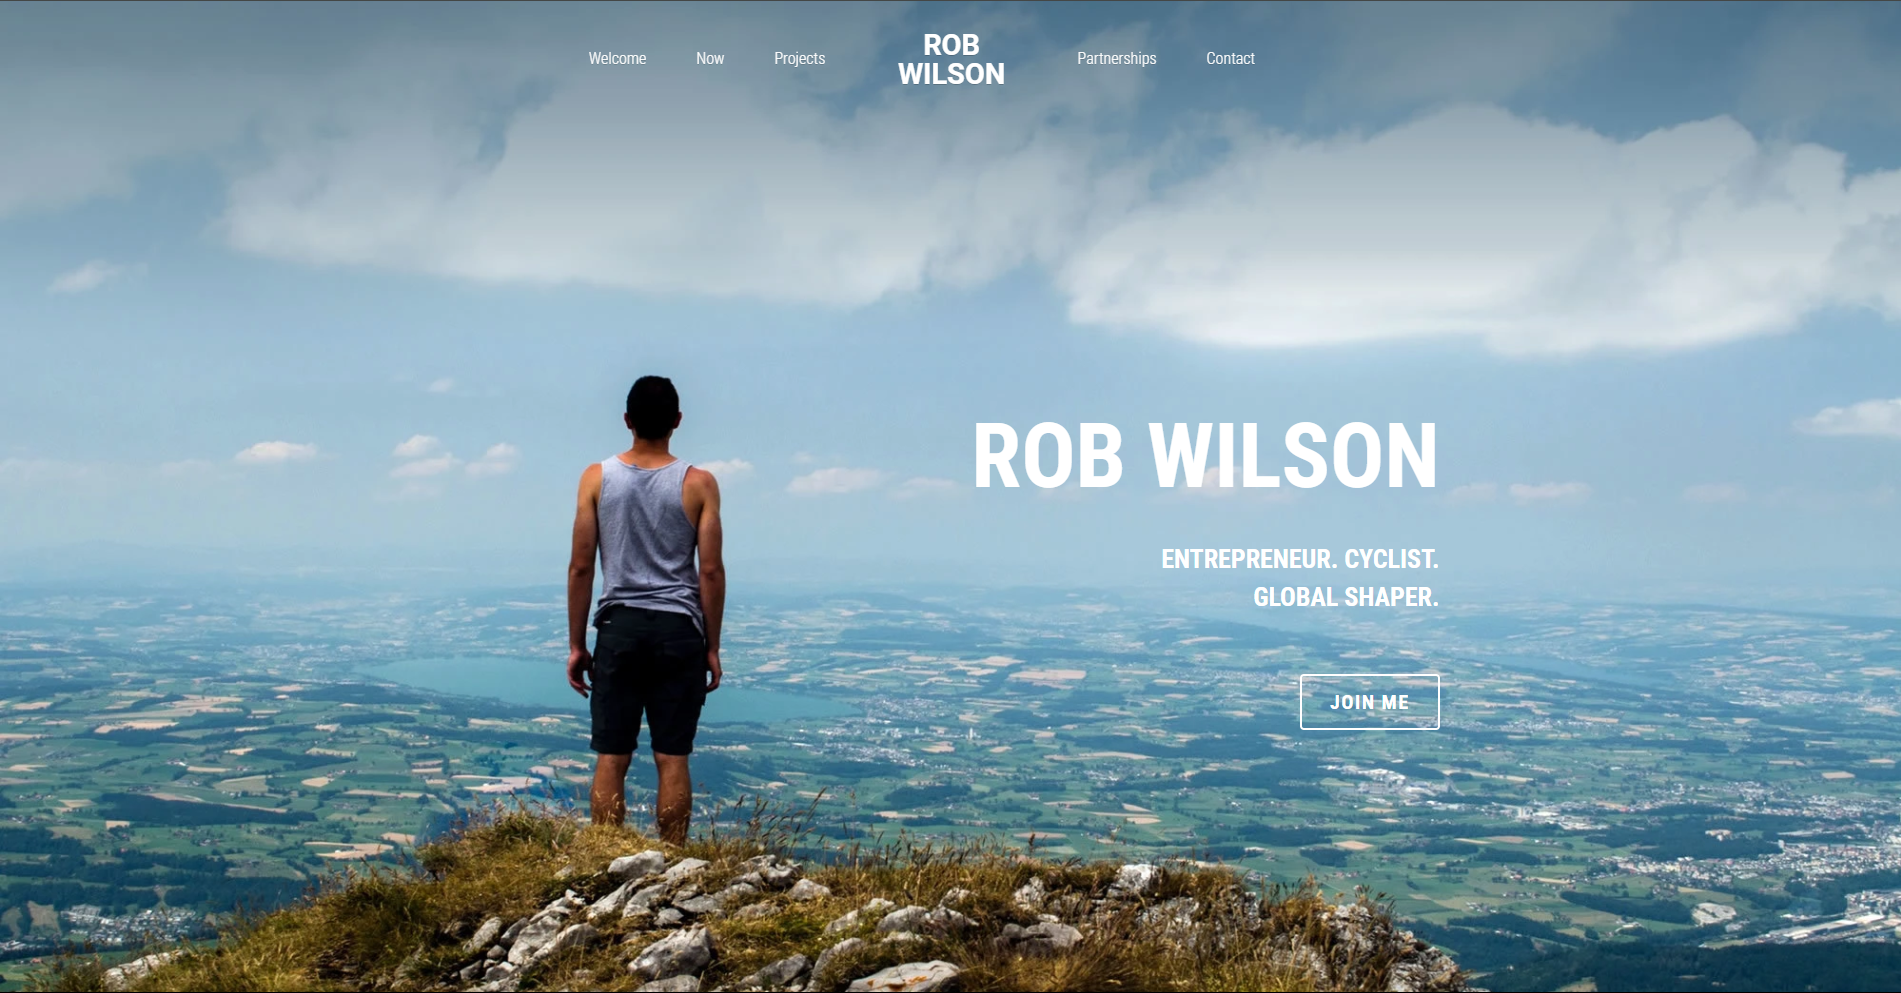 Welcome
Now
Projects
ROB
WILSON
Partnerships
Contact
ROB WILSON
ENTREPRENEUR. CYCLIST.
GLOBAL SHAPER.
JOIN ME